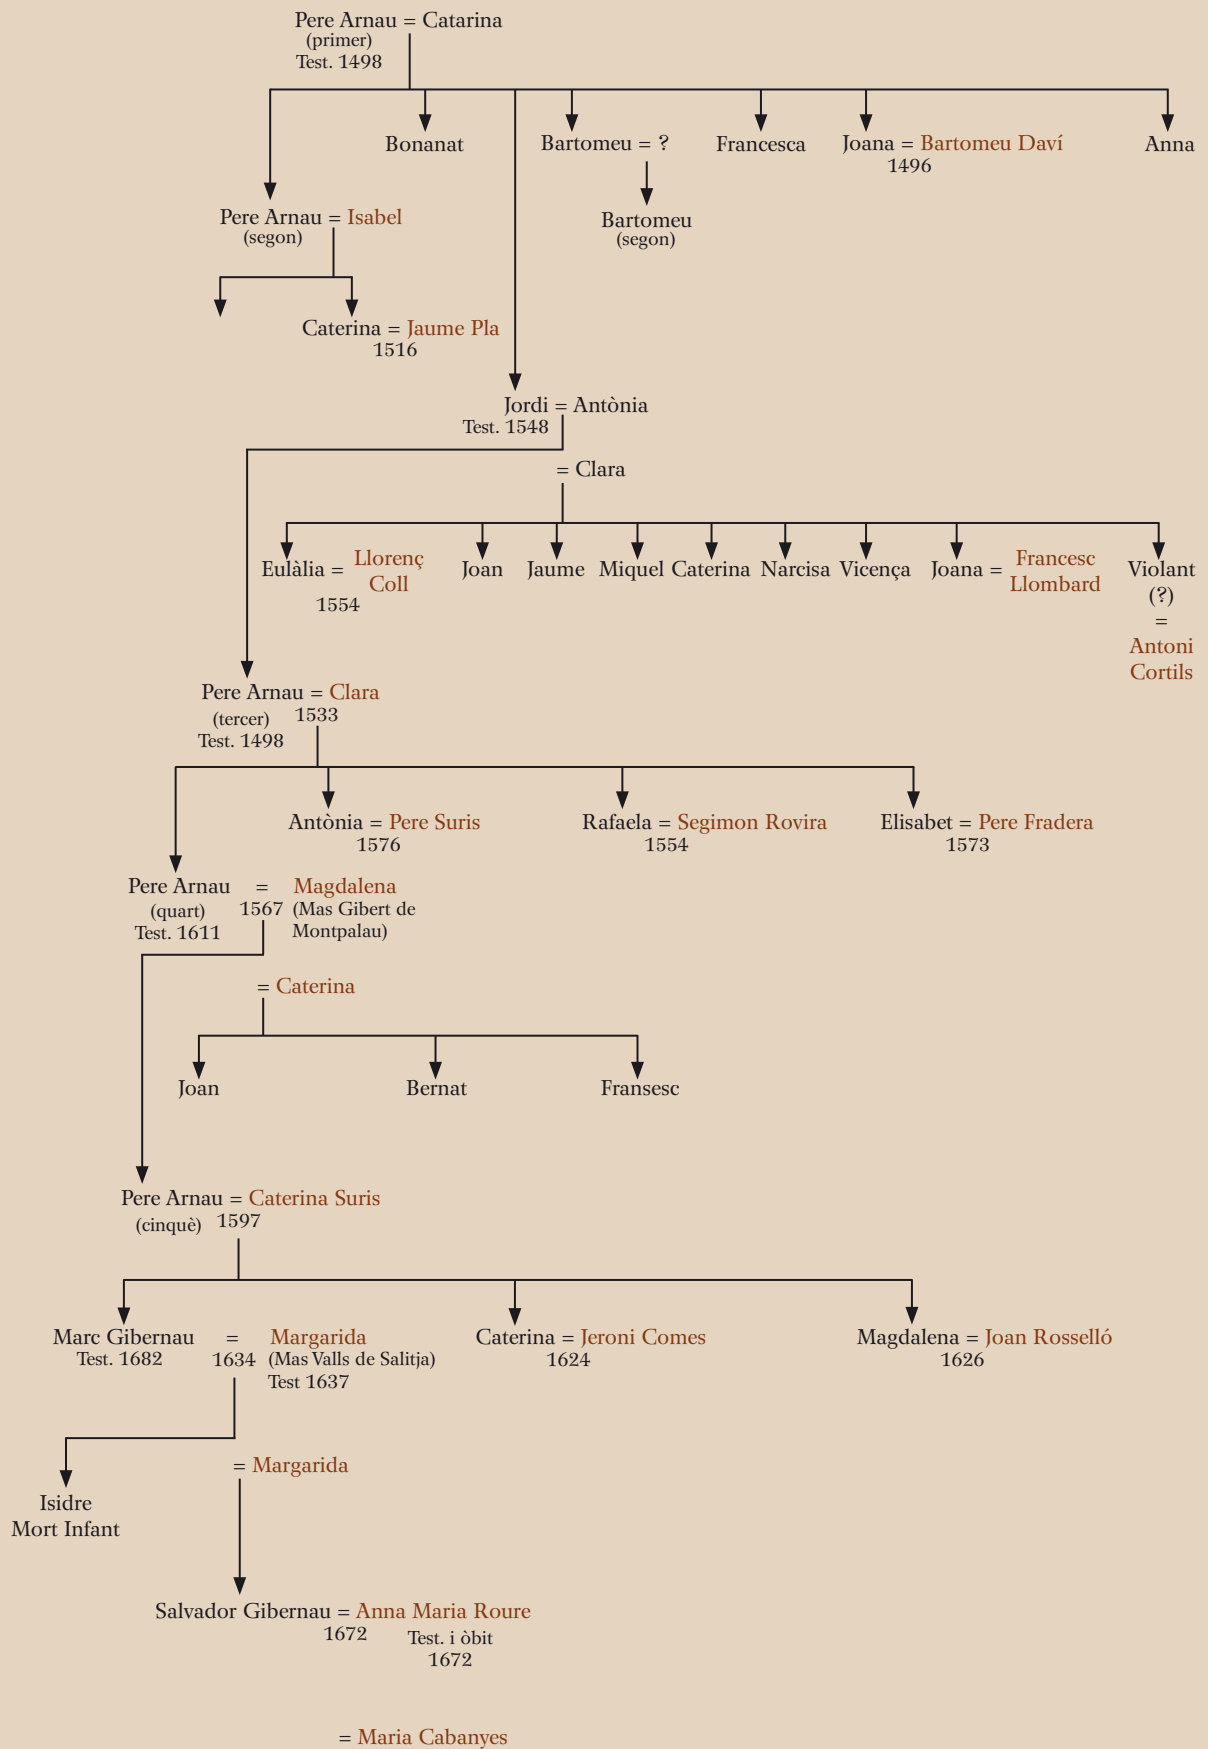 Pere Arnau = Catarina
(primer)
Test. 1498
Bonanat
Bartomeu = ?
Francesca
Joana = Bartomeu Daví
1496
Anna
Pere Arnau = Isabel
(segon)
Bartomeu
(segon)
Caterina = Jaume Pla
1516
Jordi = Antònia
Test. 1548
= Clara
Eulàlia = Llorenç
Coll
1554
Joan
Jaume
Miquel
Caterina
Narcisa
Vicença
Joana = Francesc
Llombard
Violant
(?)
=
Antoni
Cortils
Pere Arnau = Clara
(tercer) 1533
Test. 1498
Antònia = Pere Suris
1576
Rafaela = Segimon Rovira
1554
Elisabet = Pere Fradera
1573
Pere Arnau = Magdalena
(quart) 1567 (Mas Gibert de
Test. 1611 Montpalau)
= Caterina
Joan
Bernat
Fransesc
Pere Arnau = Caterina Suris
(cinquè) 1597
Marc Gibernau = Margarida
Test. 1682 1634 (Mas Valls de Salitja)
Test 1637
Caterina = Jeroni Comes
1624
Magdalena = Joan Rosselló
1626
= Margarida
Isidre
Mort Infant
Salvador Gibernau = Anna Maria Roure
1672 Test. i òbit
1672
= Maria Cabanyes